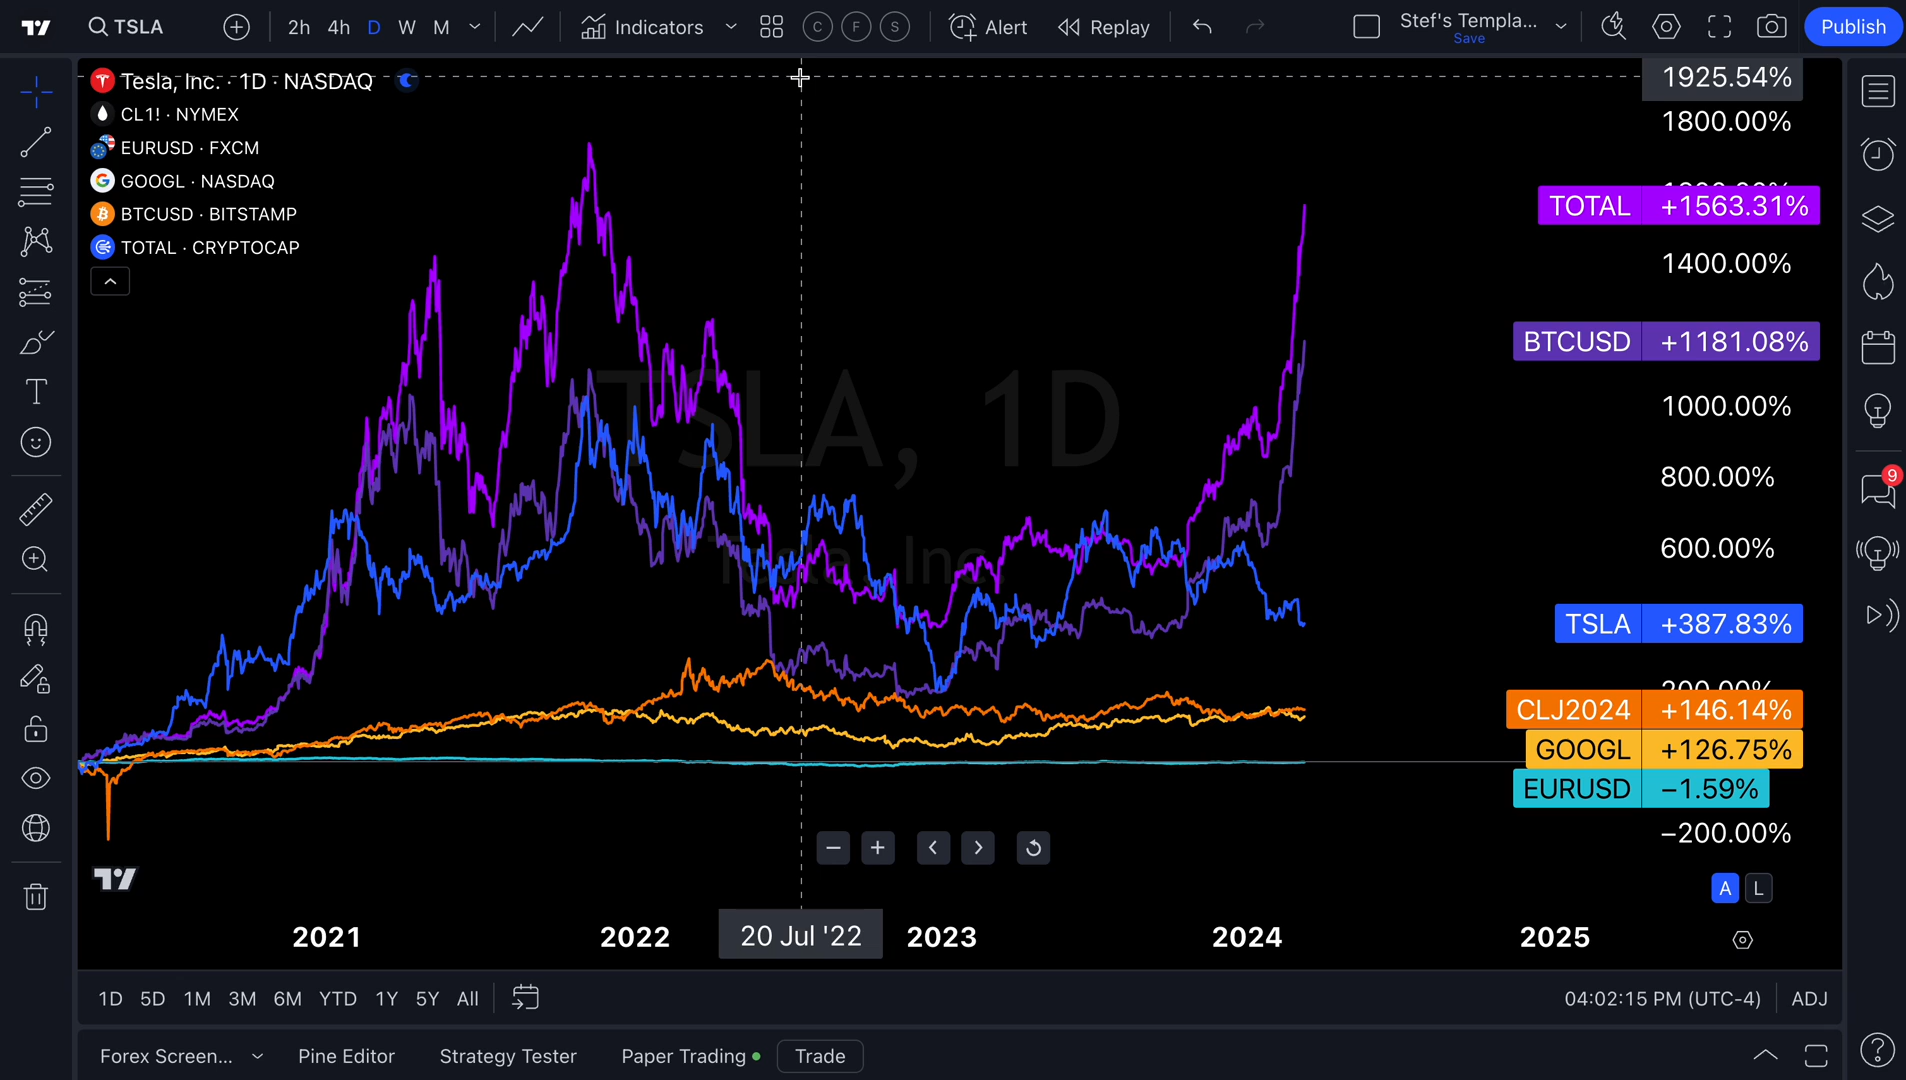 TSLA
2h 4h D W M
Indicators
C F S
Alert
Replay
Stef's Templa...
Save
Publish
Tesla, Inc. · 1D · NASDAQ
CL1! · NYMEX
EURUSD · FXCM
GOOGL · NASDAQ
BTCUSD · BITSTAMP
TOTAL · CRYPTOCAP
TSLA, 1D
Tesla, Inc.
1925.54%
1800.00%
TOTAL +1563.31%
1400.00%
BTCUSD +1181.08%
1000.00%
800.00%
600.00%
TSLA +387.83%
200.00%
CLJ2024 +146.14%
GOOGL +126.75%
EURUSD −1.59%
−200.00%
A L
2021 2022 20 Jul '22 2023 2024 2025
1D 5D 1M 3M 6M YTD 1Y 5Y All
04:02:15 PM (UTC-4) ADJ
Forex Screen... Pine Editor Strategy Tester Paper Trading Trade
9